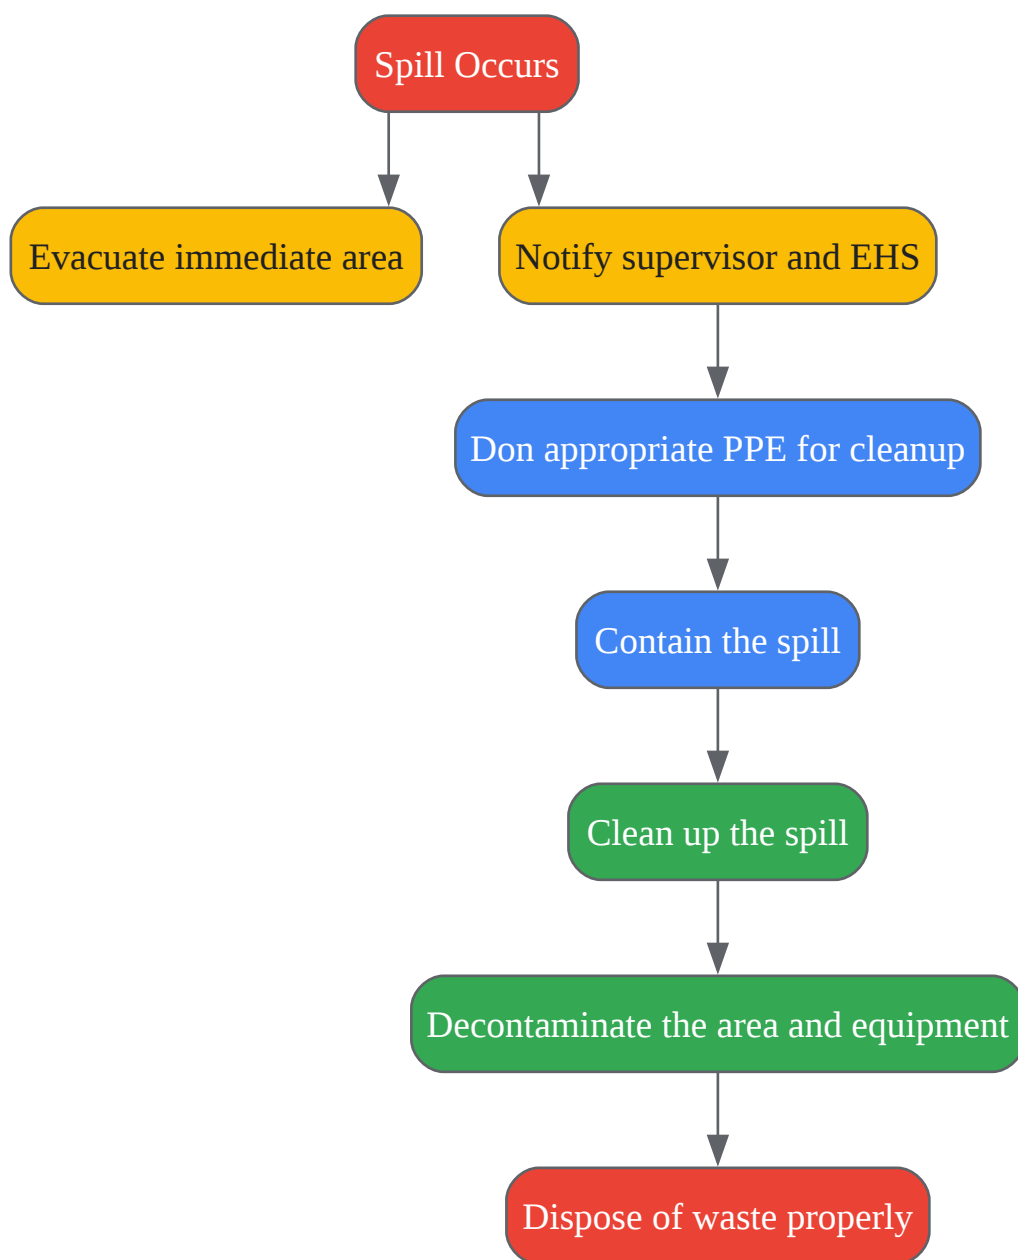 Spill Occurs
Evacuate immediate area
Notify supervisor and EHS
Don appropriate PPE for cleanup
Contain the spill
Clean up the spill
Decontaminate the area and equipment
Dispose of waste properly